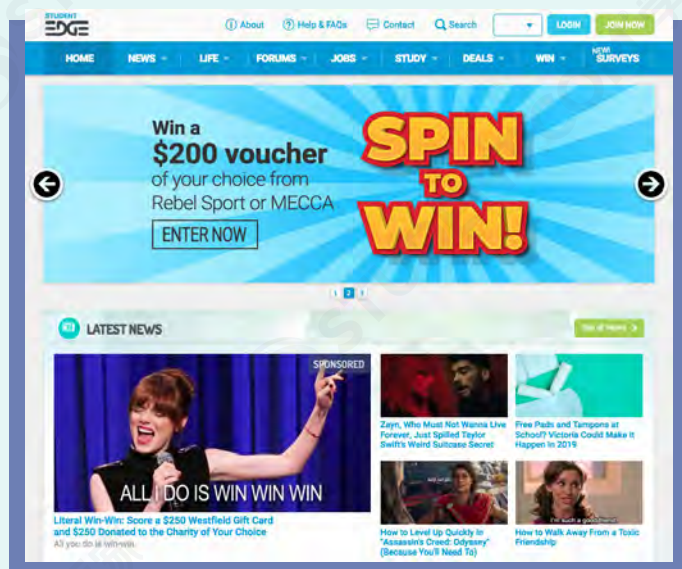 STUDENT
EDGE
About
Help & FAQs
Contact
Search
LOGIN
JOIN NOW
HOME
NEWS
LIFE
FORUMS
JOBS
STUDY
DEALS
WIN
NEW!
SURVEYS
Win a
$200 voucher
of your choice from
Rebel Sport or MECCA
ENTER NOW
SPIN
TO
WIN!
1 2 3
LATEST NEWS
SPONSORED
ALL I DO IS WIN WIN WIN
Literal Win-Win: Score a $250 Westfield Gift Card
and $250 Donated to the Charity of Your Choice
All you do is win-win.
Zayn, Who Must Not Wanna Live
Forever, Just Spilled Taylor
Swift's Weird Suitcase Secret
Free Pads and Tampons at
School? Victoria Could Make it
Happen in 2019
How to Level Up Quickly in
"Assassin's Creed: Odyssey"
(Because You'll Need To)
I'm such a good friend!
How to Walk Away From a Toxic
Friendship